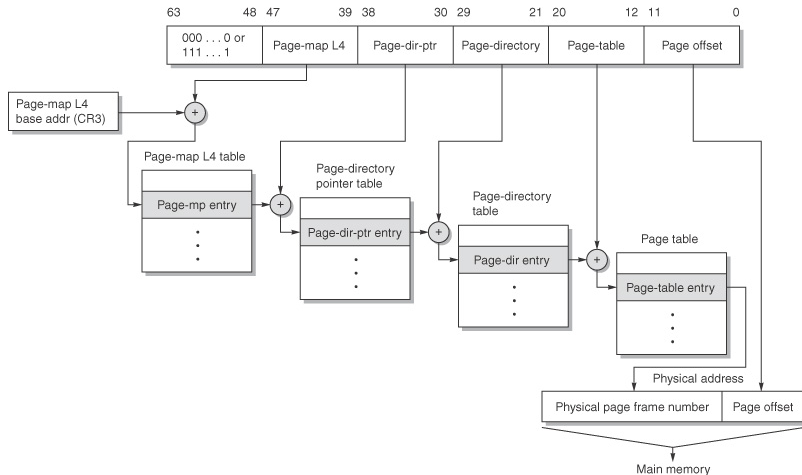 63 48 47 39 38 30 29 21 20 12 11 0
000 . . . 0 or
111 . . . 1
Page-map L4
Page-dir-ptr
Page-directory
Page-table
Page offset
Page-map L4
base addr (CR3)
+
Page-map L4 table
Page-mp entry
+
Page-directory
pointer table
Page-dir-ptr entry
+
Page-directory
table
Page-dir entry
+
Page table
Page-table entry
Physical address
Physical page frame number
Page offset
Main memory